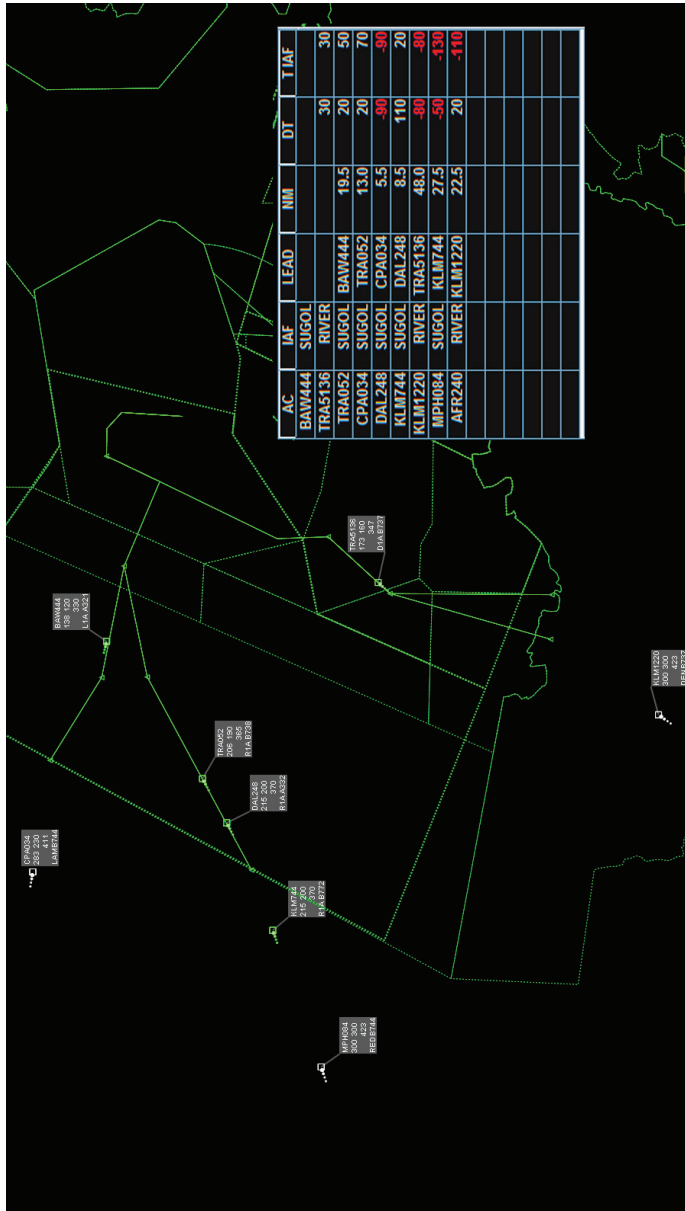 CPA034
283 230
411
LAM B744
BAW444
138 120
330
L1A A321
TRA052
206 190
365
R1A B738
DAL248
215 200
370
R1A A332
KLM744
215 200
370
R1A B772
MPH084
300 300
423
RED B744
TRA5136
173 160
347
D1A B737
KLM1220
300 300
423
DEN B737
AC IAF LEAD NM DT T IAF
BAW444 SUGOL
TRA5136 RIVER 30 30
TRA052 SUGOL BAW444 19.5 20 50
CPA034 SUGOL TRA052 13.0 20 70
DAL248 SUGOL CPA034 5.5 -90 -90
KLM744 SUGOL DAL248 8.5 110 20
KLM1220 RIVER TRA5136 48.0 -80 -80
MPH084 SUGOL KLM744 27.5 -50 -130
AFR240 RIVER KLM1220 22.5 20 -110